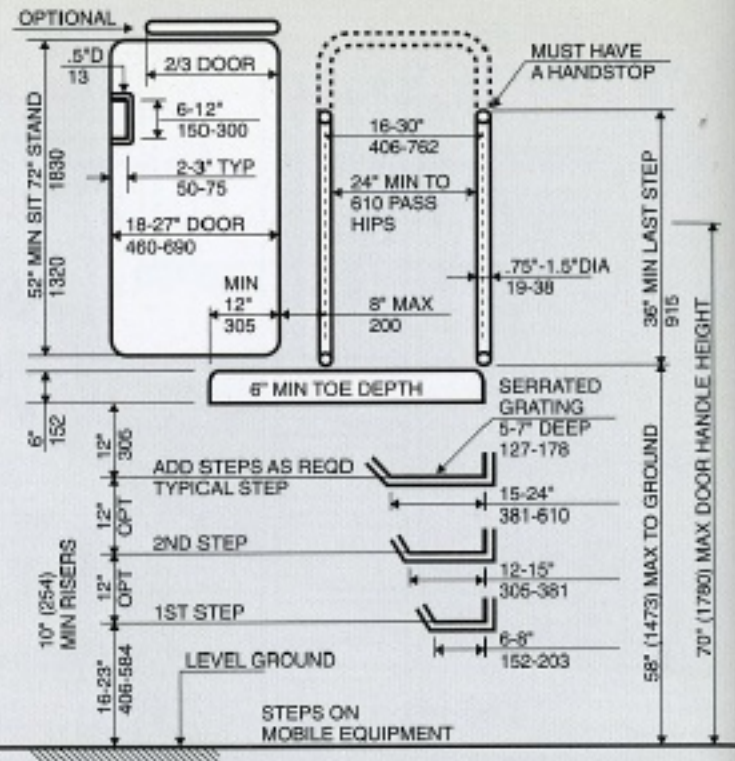 OPTIONAL
.5"D
13
2/3 DOOR
6-12"
150-300
2-3" TYP
50-75
18-27" DOOR
460-690
52" MIN SIT 72" STAND
1320 1830
MIN
12"
305
8" MAX
200
MUST HAVE
A HANDSTOP
16-30"
406-762
24" MIN TO
610 PASS
HIPS
.75"-1.5"DIA
19-38
36" MIN LAST STEP
915
6" MIN TOE DEPTH
6"
152
SERRATED
GRATING
5-7" DEEP
127-178
12"
305
ADD STEPS AS REQD
TYPICAL STEP
15-24"
381-610
12"
OPT
2ND STEP
12-15"
305-381
12"
OPT
10" (254)
MIN RISERS
1ST STEP
6-8"
152-203
16-23"
406-584
LEVEL GROUND
STEPS ON
MOBILE EQUIPMENT
58" (1473) MAX TO GROUND
70" (1780) MAX DOOR HANDLE HEIGHT